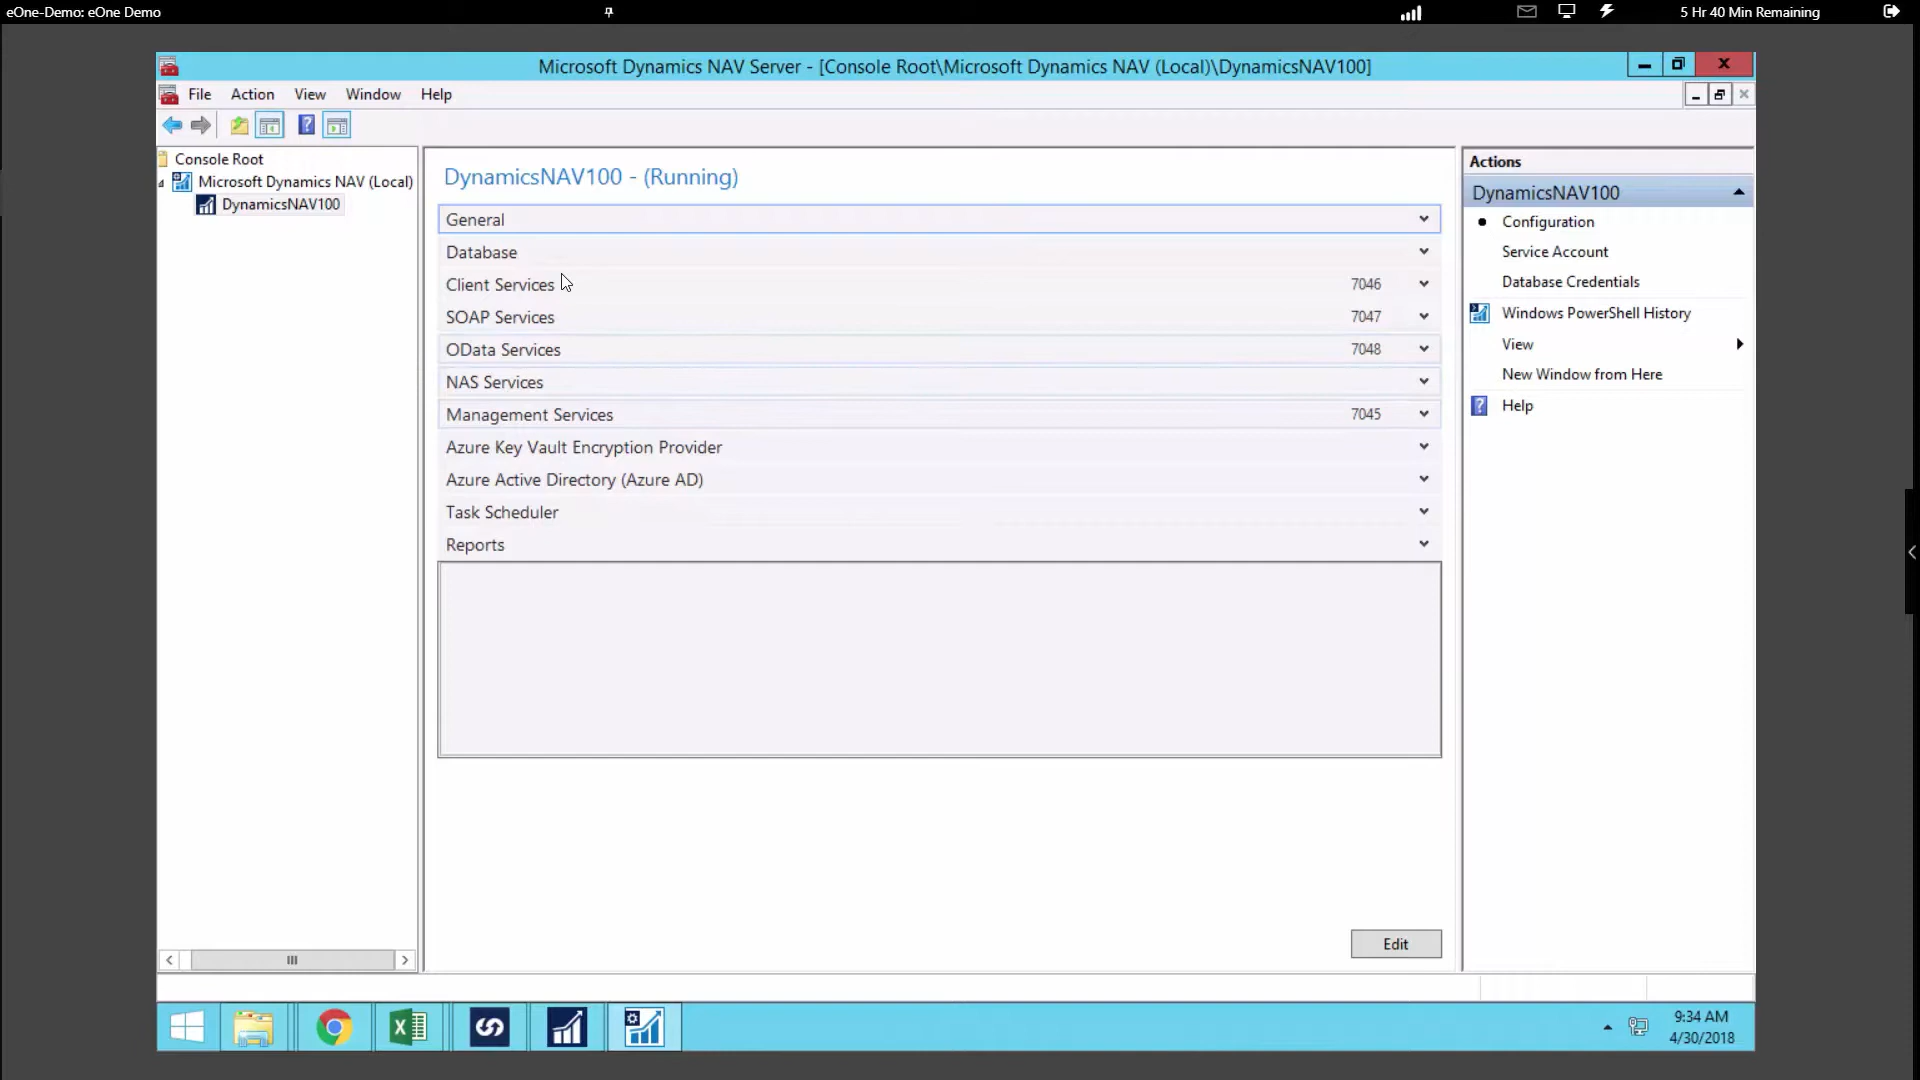 eOne-Demo: eOne Demo
5 Hr 40 Min Remaining
Microsoft Dynamics NAV Server - [Console Root\Microsoft Dynamics NAV (Local)\DynamicsNAV100]
File Action View Window Help
Console Root
Microsoft Dynamics NAV (Local)
DynamicsNAV100
DynamicsNAV100 - (Running)
General
Database
Client Services 7046
SOAP Services 7047
OData Services 7048
NAS Services
Management Services 7045
Azure Key Vault Encryption Provider
Azure Active Directory (Azure AD)
Task Scheduler
Reports
Edit
Actions
DynamicsNAV100
Configuration
Service Account
Database Credentials
Windows PowerShell History
View
New Window from Here
Help
9:34 AM
4/30/2018